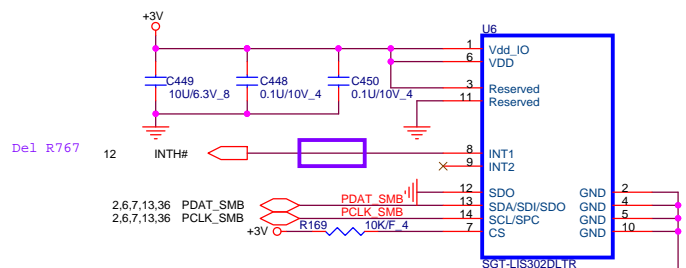 +3V
U6
1 Vdd_IO
6 VDD
C449 C448 C450
10U/6.3V_8 0.1U/10V_4 0.1U/10V_4
3 Reserved
11 Reserved
Del R767 12 INTH# 8 INT1
9 INT2
12 SDO GND 2
2,6,7,13,36 PDAT_SMB PDAT_SMB 13 SDA/SDI/SDO GND 4
2,6,7,13,36 PCLK_SMB PCLK_SMB 14 SCL/SPC GND 5
+3V R169 10K/F_4 7 CS GND 10
SGT-LIS302DLTR